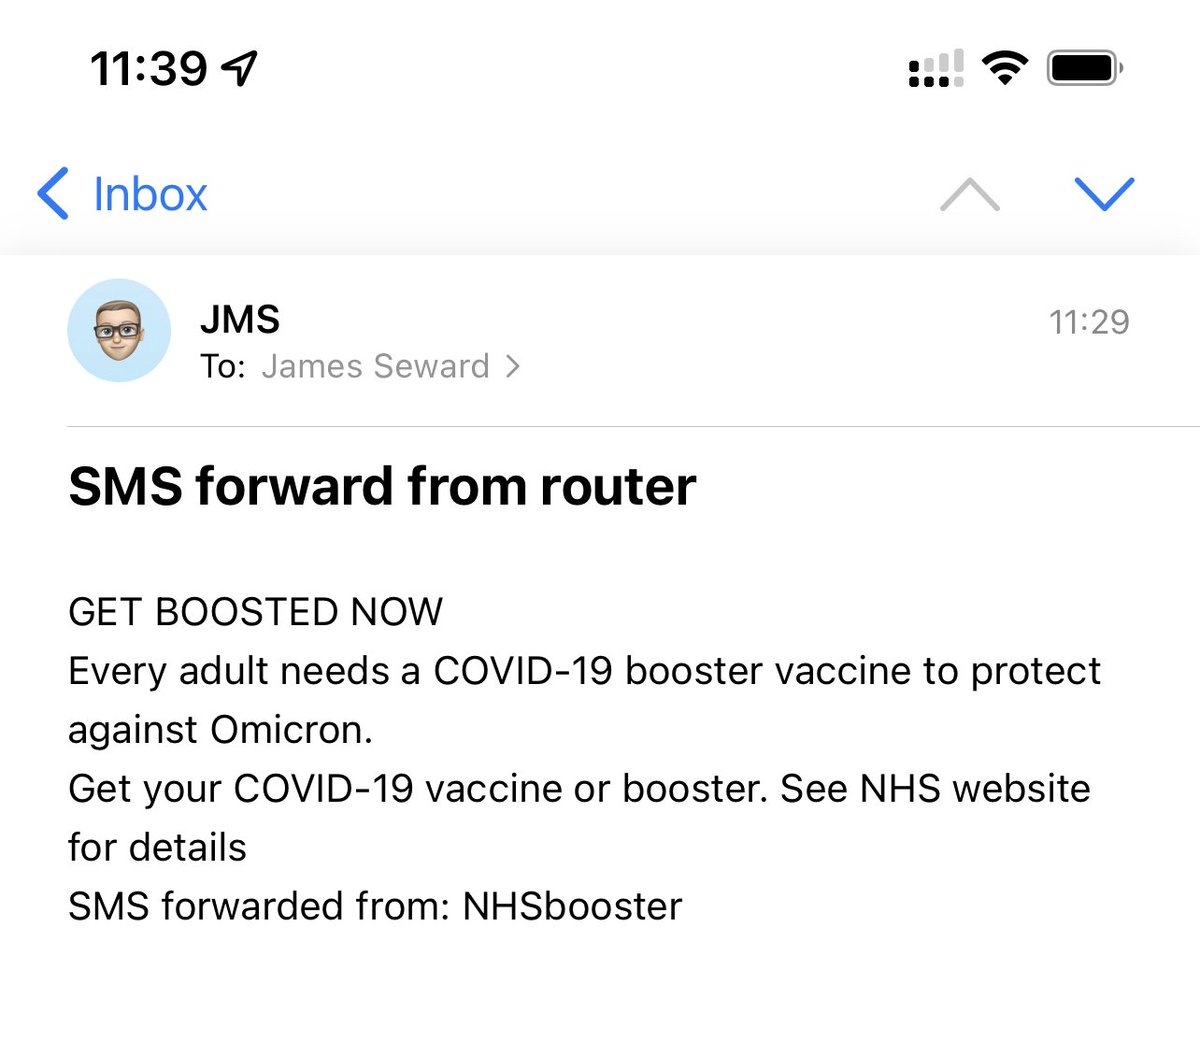 11:39
Inbox
JMS
11:29
To: James Seward
SMS forward from router
GET BOOSTED NOW
Every adult needs a COVID-19 booster vaccine to protect
against Omicron.
Get your COVID-19 vaccine or booster. See NHS website
for details
SMS forwarded from: NHSbooster